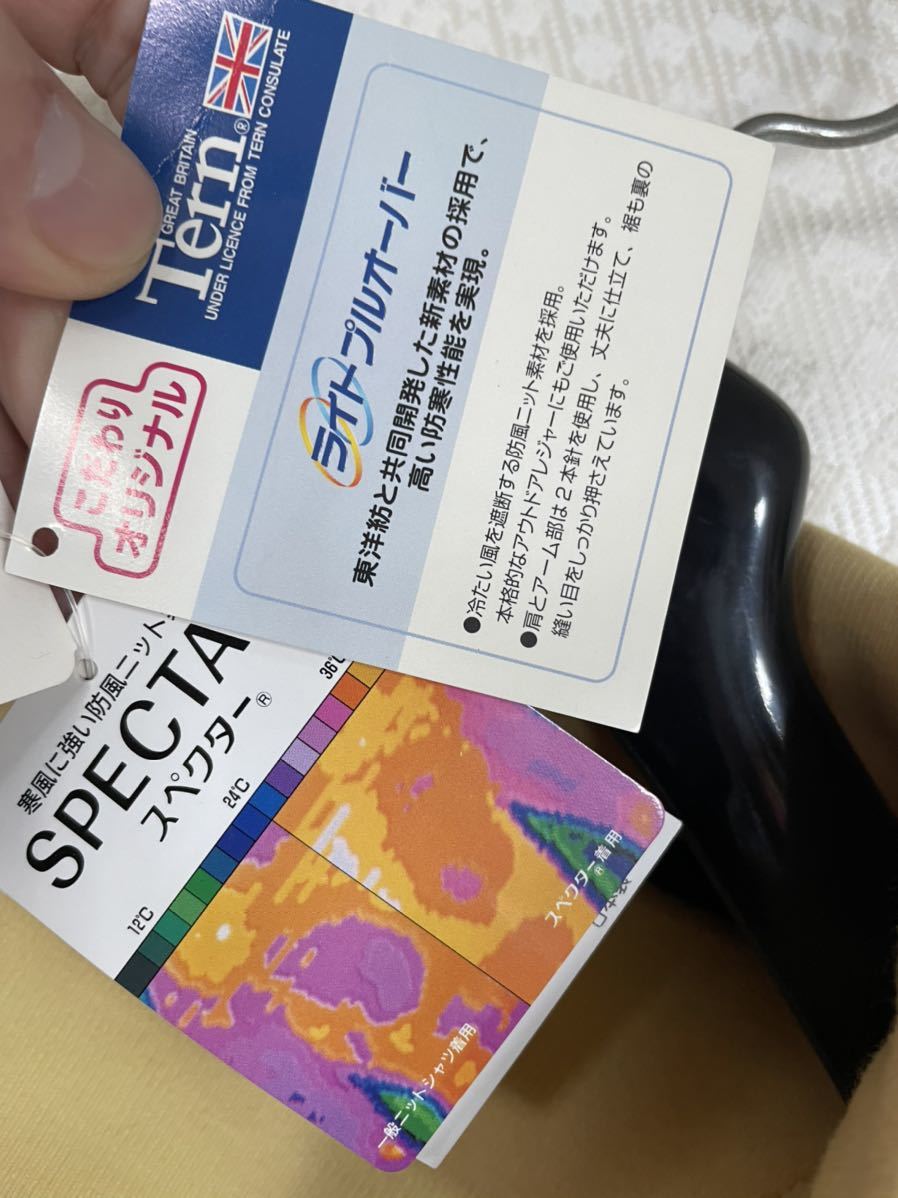 GREAT BRITAIN
Tern®
UNDER LICENCE FROM TERN CONSULATE
こだわり
オリジナル
ライトプルオーバー
東洋紡と共同開発した新素材の採用で、
高い防寒性能を実現。
●冷たい風を遮断する防風ニット素材を採用。
本格的なアウトドアレジャーにもご使用いただけます。
●肩とアーム部は2本針を使用し、丈夫に仕立て、裾も裏の
縫い目をしっかり押さえています。
寒風に強い防風ニット
SPECTA
スペクター®
12℃
24℃
36℃
スペクター®着用
一般ニットシャツ着用